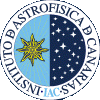 INSTITUTO DE ASTROFISICA DE CANARIAS
·IAC·